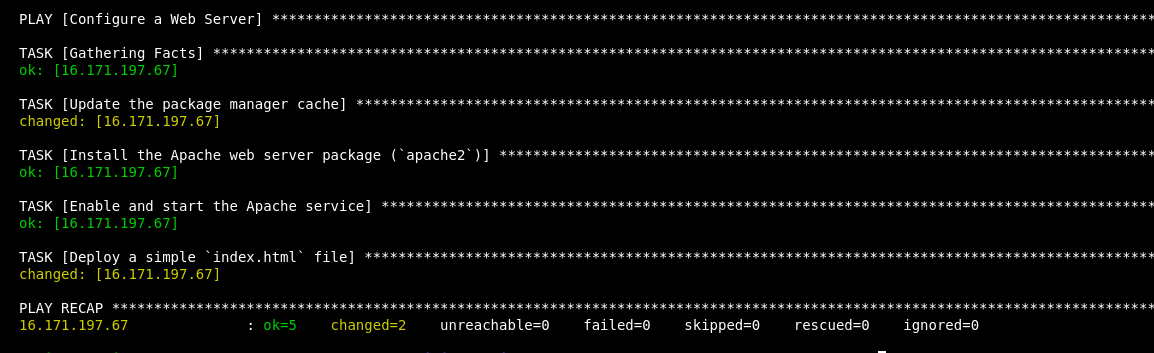 PLAY [Configure a Web Server] *********************************************************************************************************
TASK [Gathering Facts] ****************************************************************************************************************
ok: [16.171.197.67]
TASK [Update the package manager cache] ***********************************************************************************************
changed: [16.171.197.67]
TASK [Install the Apache web server package (`apache2`)] ******************************************************************************
ok: [16.171.197.67]
TASK [Enable and start the Apache service] ********************************************************************************************
ok: [16.171.197.67]
TASK [Deploy a simple `index.html` file] **********************************************************************************************
changed: [16.171.197.67]
PLAY RECAP ****************************************************************************************************************************
16.171.197.67              : ok=5    changed=2    unreachable=0    failed=0    skipped=0    rescued=0    ignored=0